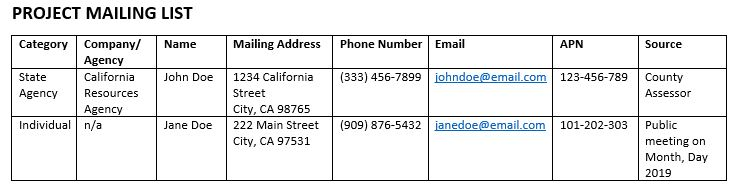 PROJECT MAILING LIST
Category Company/ Name Mailing Address Phone Number Email APN Source
Agency
State California John Doe 1234 California (333) 456-7899 johndoe@email.com 123-456-789 County
Agency Resources Street Assessor
Agency City, CA 98765
Individual n/a Jane Doe 222 Main Street (909) 876-5432 janedoe@email.com 101-202-303 Public
City, CA 97531 meeting on
Month, Day
2019